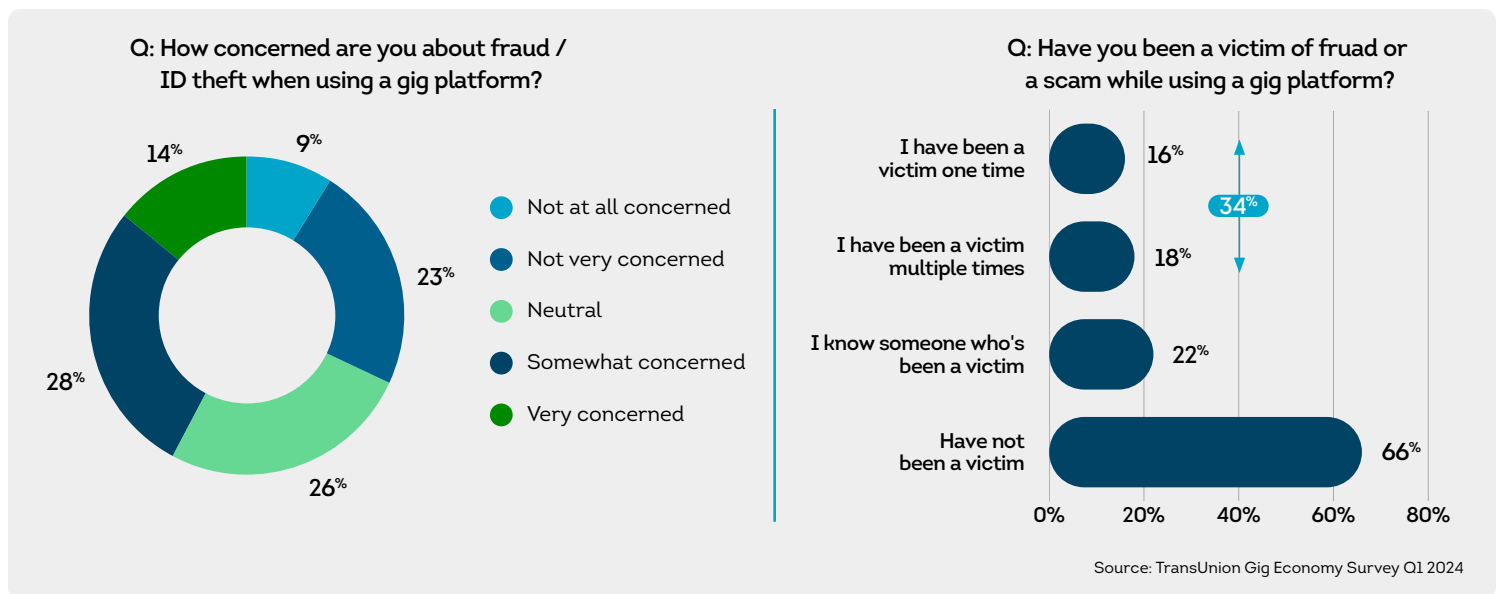 Q: How concerned are you about fraud /
ID theft when using a gig platform?
14%
9%
23%
28%
26%
Not at all concerned
Not very concerned
Neutral
Somewhat concerned
Very concerned
Q: Have you been a victim of fruad or
a scam while using a gig platform?
I have been a
victim one time
16%
34%
I have been a victim
multiple times
18%
I know someone who's
been a victim
22%
Have not
been a victim
66%
0% 20% 40% 60% 80%
Source: TransUnion Gig Economy Survey Q1 2024